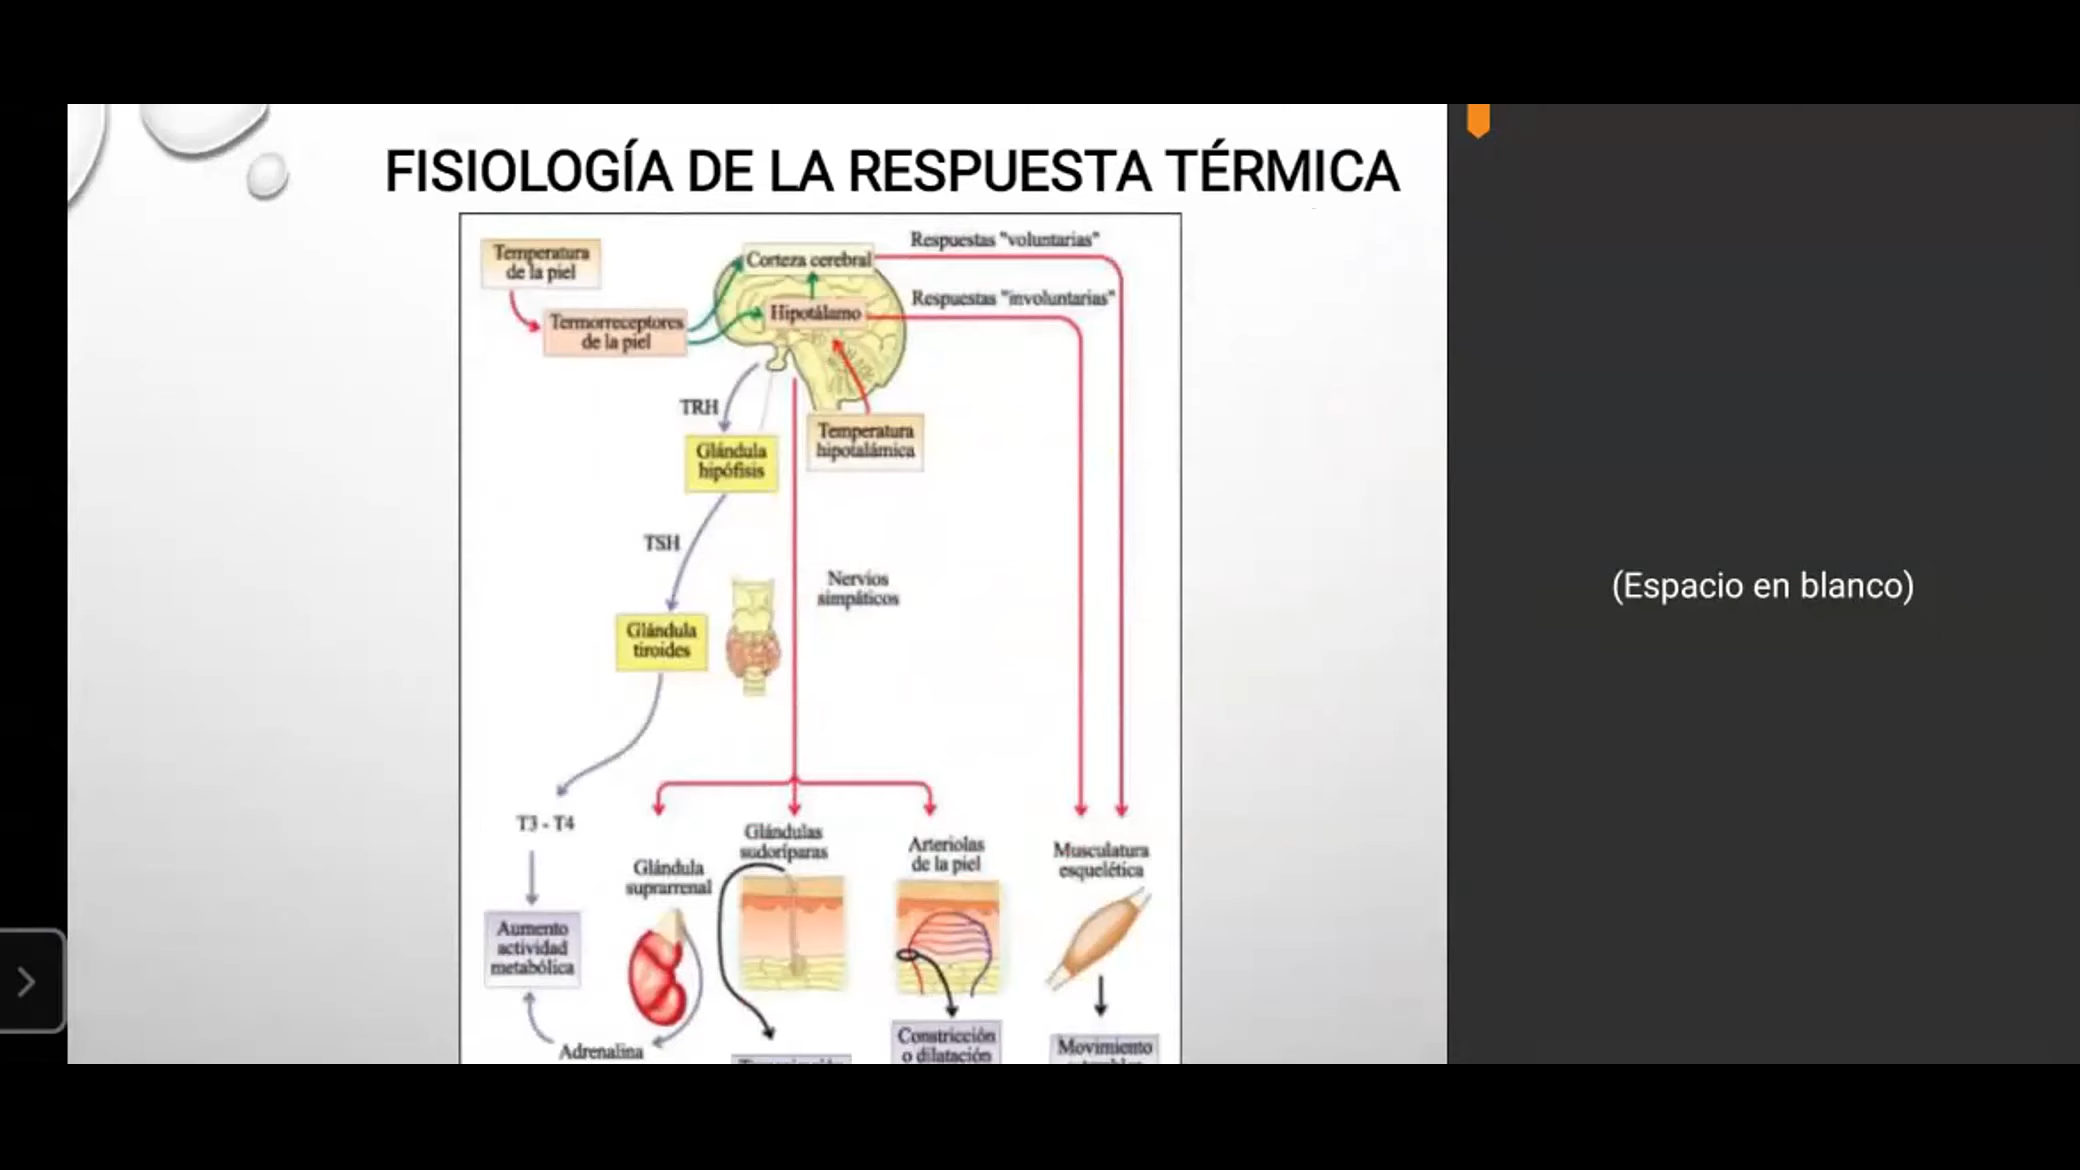 FISIOLOGÍA DE LA RESPUESTA TÉRMICA
Temperatura
de la piel
Termorreceptores
de la piel
Corteza cerebral
Hipotálamo
Respuestas "voluntarias"
Respuestas "involuntarias"
TRH
Glándula
hipófisis
Temperatura
hipotalámica
TSH
Nervios
simpáticos
Glándula
tiroides
T3 - T4
Glándula
suprarrenal
Glándulas
sudoríparas
Arteriolas
de la piel
Musculatura
esquelética
Aumento
actividad
metabólica
Adrenalina
Constricción
o dilatación
Movimiento
(Espacio en blanco)